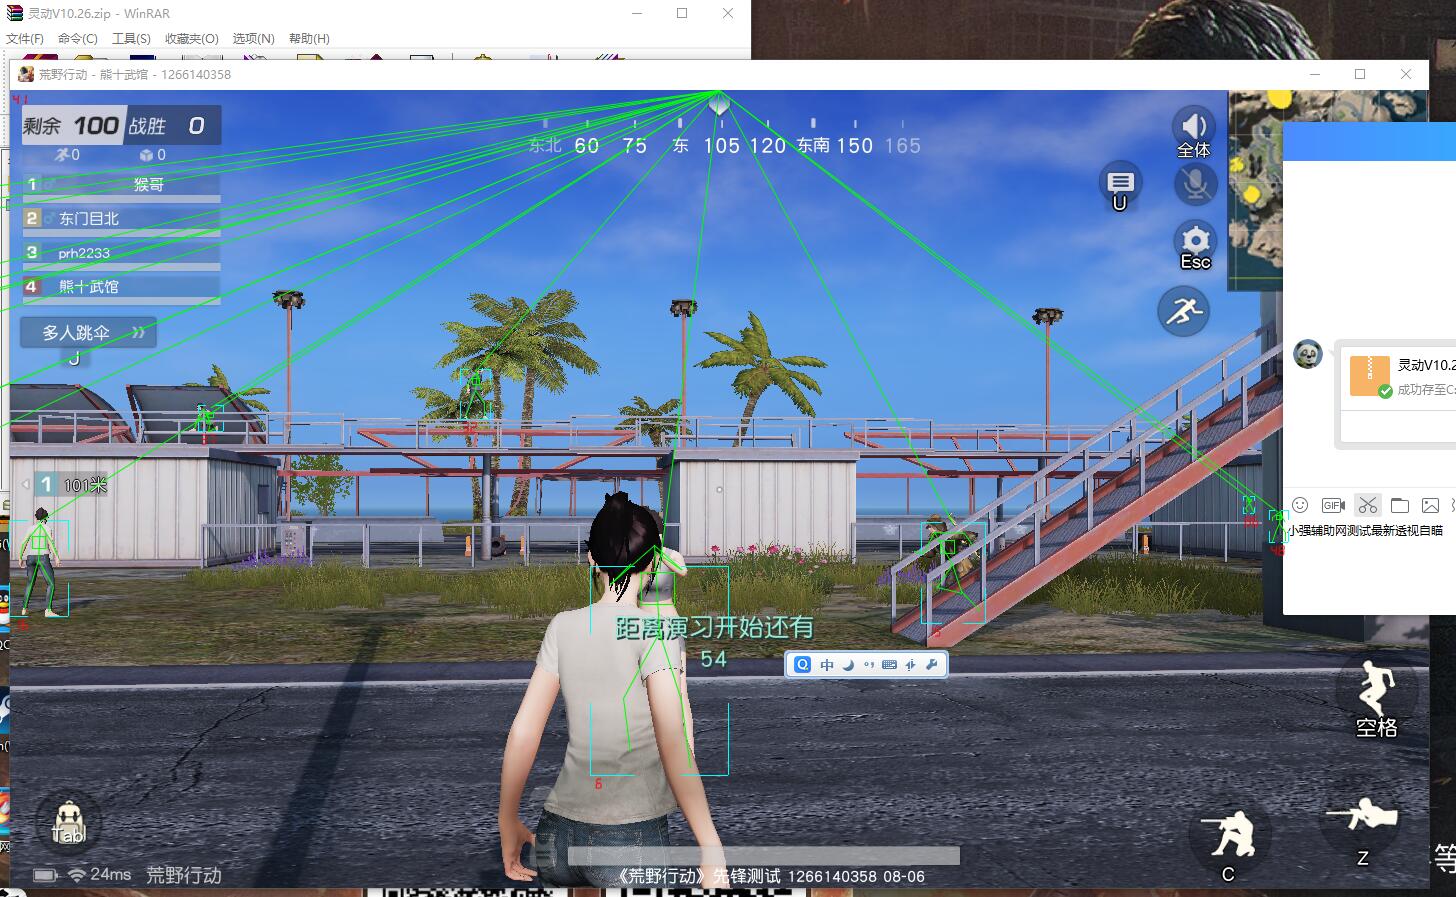 灵动V10.26.zip - WinRAR
文件(F) 命令(C) 工具(S) 收藏夹(O) 选项(N) 帮助(H)
荒野行动 - 熊十武馆 - 1266140358
41
剩余 100 战胜 0
0 0
东北 60 75 东 105 120 东南 150 165
全体
1 猴哥
2 东门目北
3 prh2233
4 熊十武馆
U
Esc
多人跳伞 »
J
灵动V10.2
成功存至C
1 101米
GIF
小强辅助网测试最新透视自瞄
48
距离演习开始还有
54
中
6
空格
Tab
C
Z
24ms 荒野行动
《荒野行动》先锋测试 1266140358 08-06
等